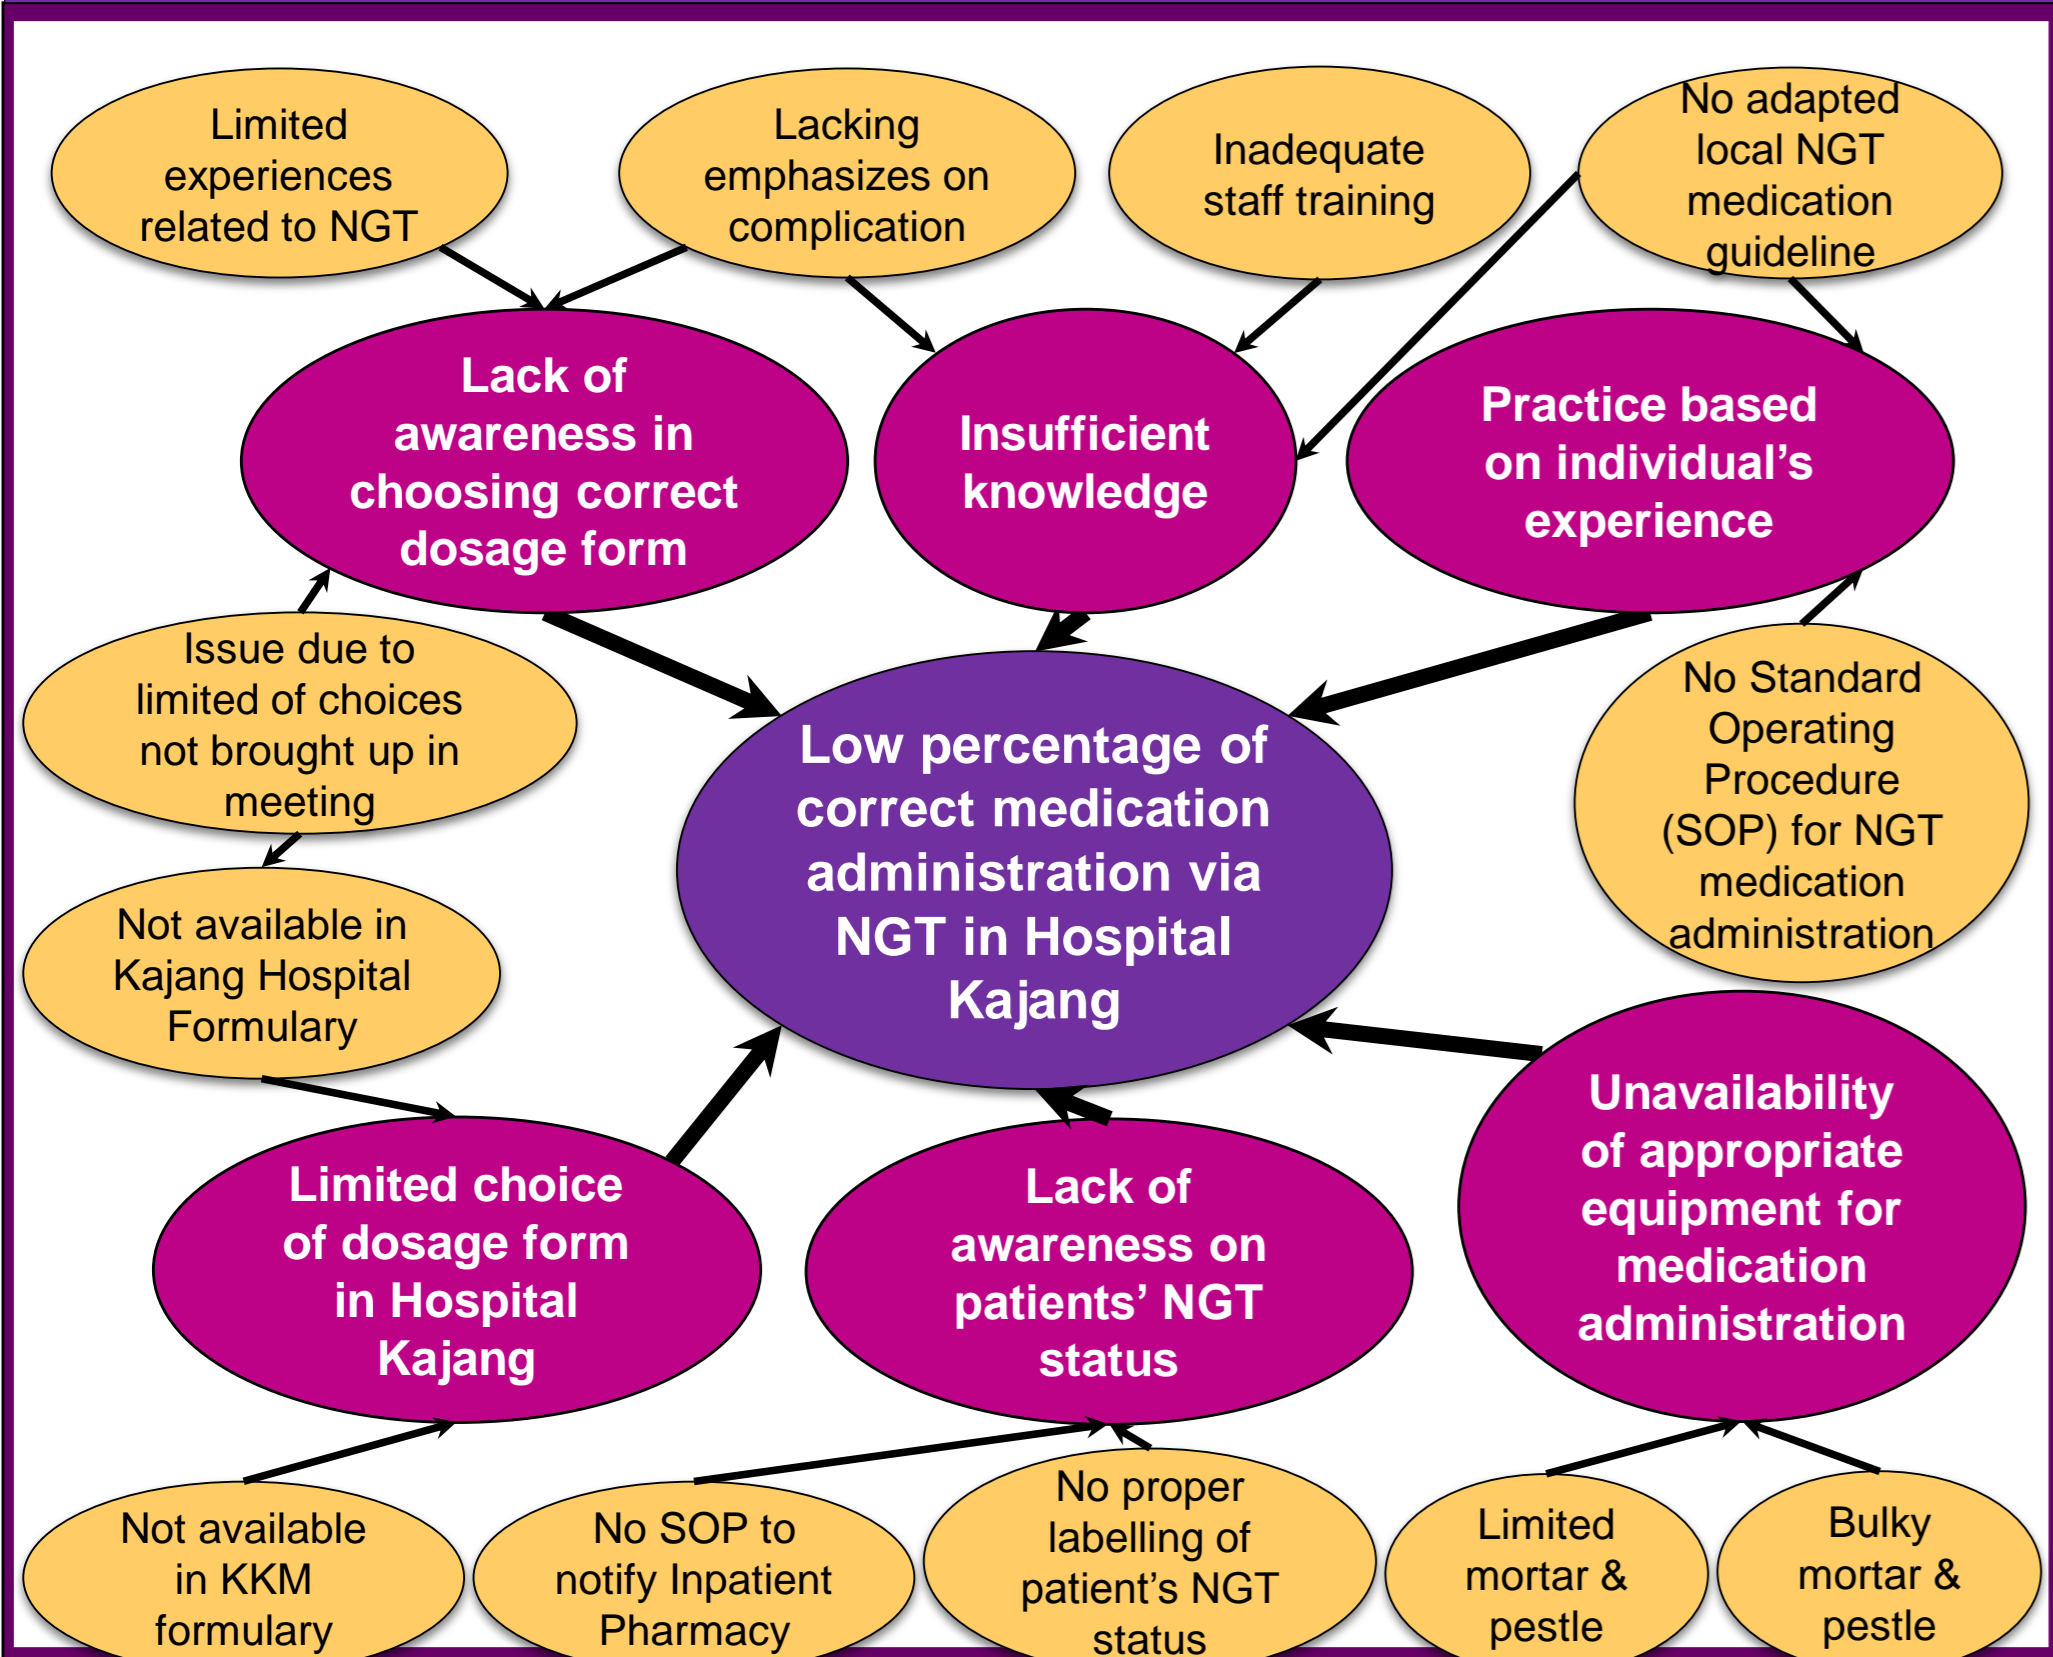 Limited
experiences
related to NGT
Lacking
emphasizes on
complication
Inadequate
staff training
No adapted
local NGT
medication
guideline
Lack of
awareness in
choosing correct
dosage form
Insufficient
knowledge
Practice based
on individual’s
experience
Issue due to
limited of choices
not brought up in
meeting
Low percentage of
correct medication
administration via
NGT in Hospital
Kajang
No Standard
Operating
Procedure
(SOP) for NGT
medication
administration
Not available in
Kajang Hospital
Formulary
Limited choice
of dosage form
in Hospital
Kajang
Lack of
awareness on
patients’ NGT
status
Unavailability
of appropriate
equipment for
medication
administration
Not available
in KKM
formulary
No SOP to
notify Inpatient
Pharmacy
No proper
labelling of
patient’s NGT
status
Limited
mortar &
pestle
Bulky
mortar &
pestle